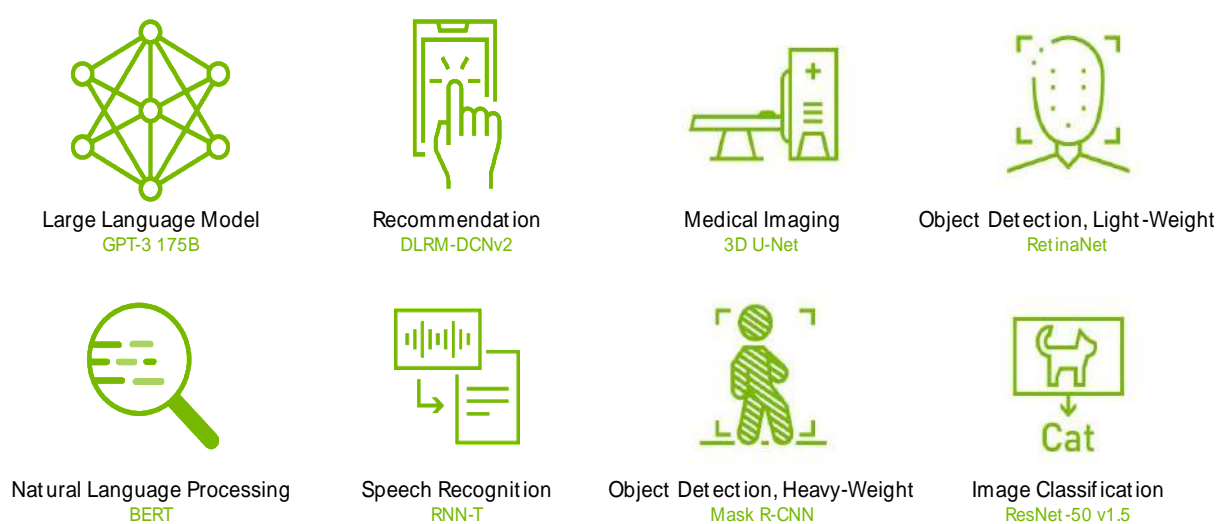 Large Language Model
GPT-3 175B
Recommendation
DLRM-DCNv2
Medical Imaging
3D U-Net
Object Detection, Light-Weight
RetinaNet
Cat
Natural Language Processing
BERT
Speech Recognition
RNN-T
Object Detection, Heavy-Weight
Mask R-CNN
Image Classification
ResNet-50 v1.5